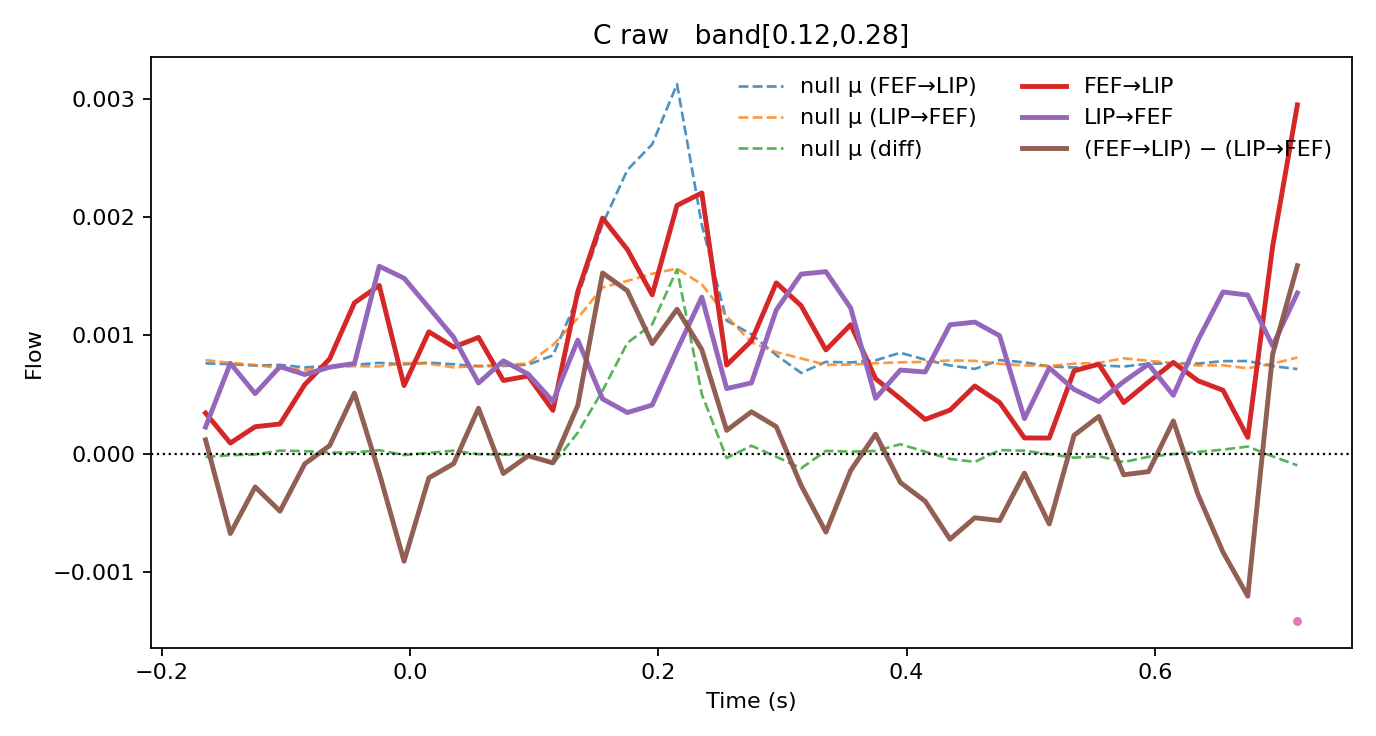 C raw   band[0.12,0.28]
null µ (FEF→LIP)
null µ (LIP→FEF)
null µ (diff)
FEF→LIP
LIP→FEF
(FEF→LIP) − (LIP→FEF)
Flow
0.003
0.002
0.001
0.000
−0.001
−0.2
0.0
0.2
0.4
0.6
Time (s)